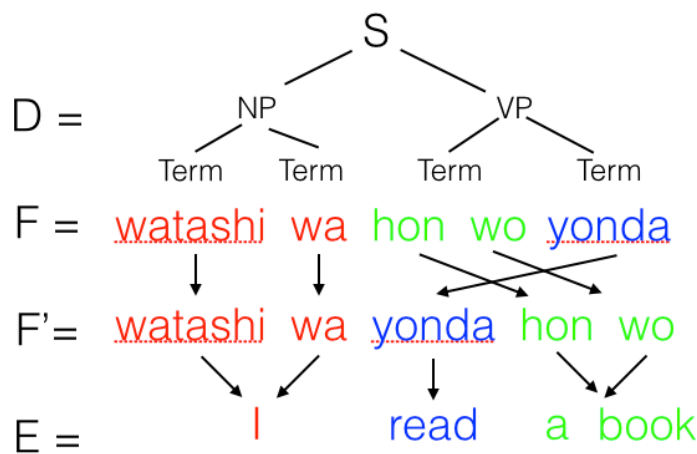 S
D = NP VP
Term Term Term Term
F = watashi wa hon wo yonda
F'= watashi wa yonda hon wo
E = I read a book